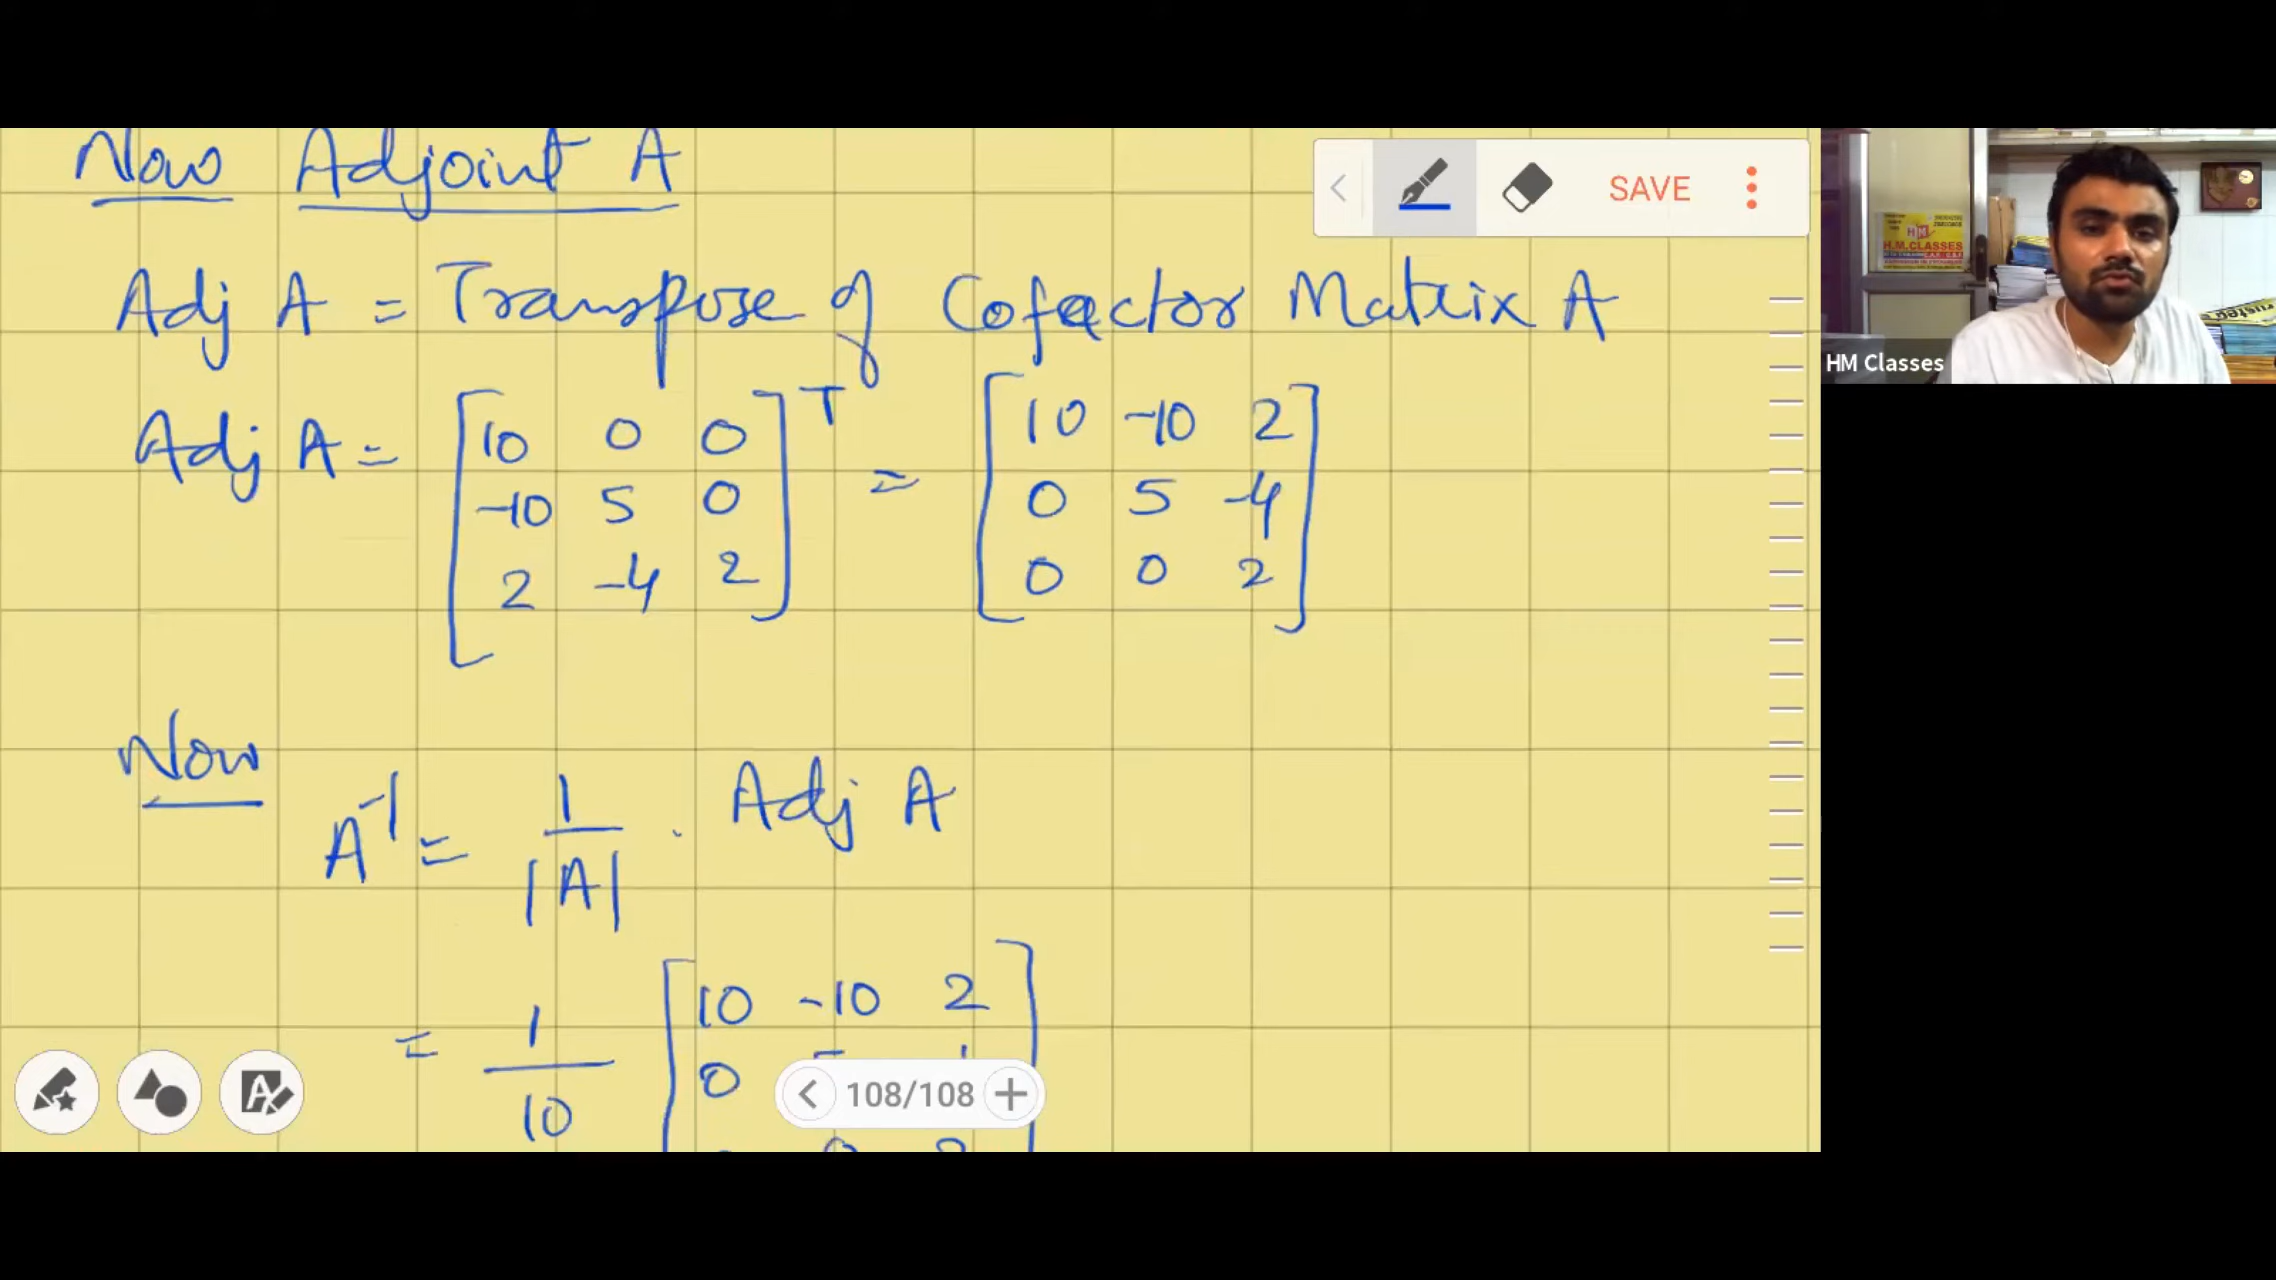 Now Adjoint A
SAVE
Adj A = Transpose of Cofactor Matrix A
Adj A = [10 0 0]ᵀ = [10 -10 2]
[-10 5 0] [0 5 -4]
[2 -4 2] [0 0 2]
Now
A⁻¹ = 1/|A| . Adj A
= 1/10 [10 -10 2]
0
108/108
HM
H.M.CLASSES
HM Classes